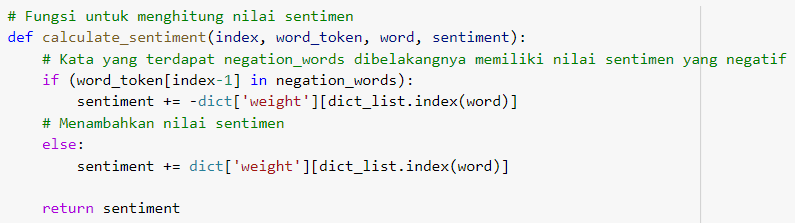 # Fungsi untuk menghitung nilai sentimen
def calculate_sentiment(index, word_token, word, sentiment):
    # Kata yang terdapat negation_words dibelakangnya memiliki nilai sentimen yang negatif
    if (word_token[index-1] in negation_words):
        sentiment += -dict['weight'][dict_list.index(word)]
    # Menambahkan nilai sentimen
    else:
        sentiment += dict['weight'][dict_list.index(word)]

    return sentiment